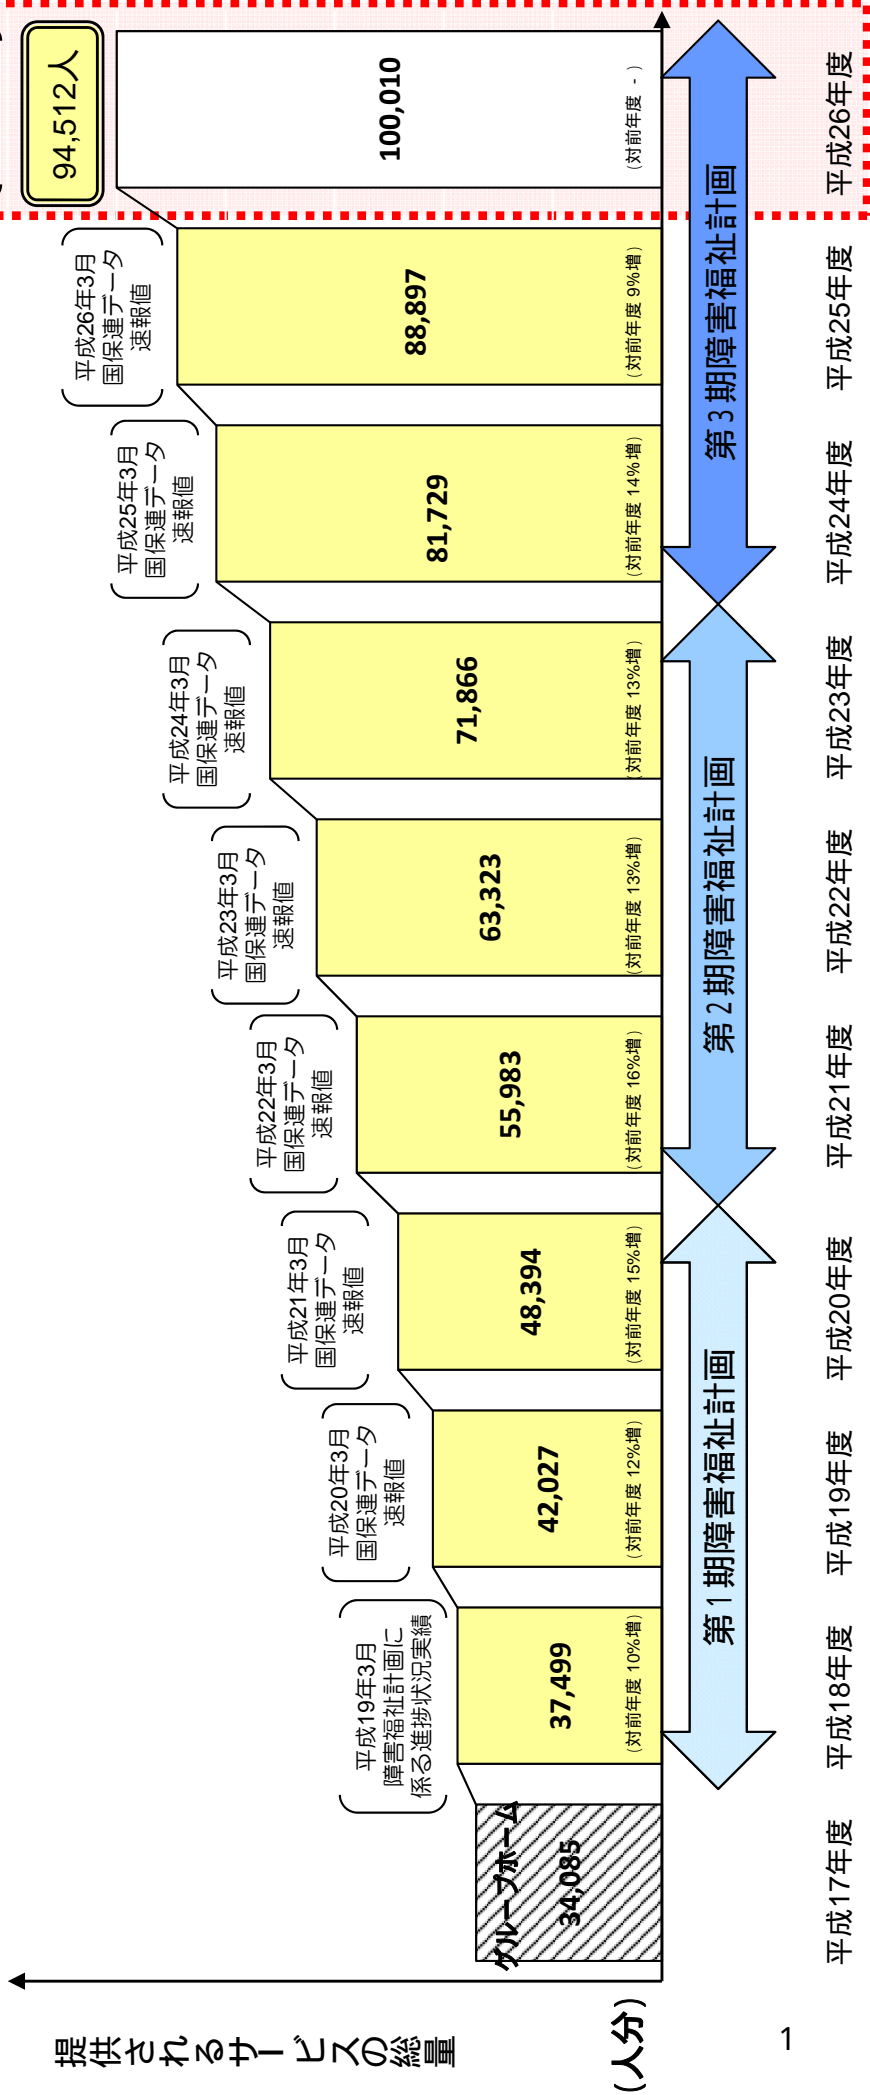 提供されるサービスの総量
(人分)
94,512人
平成19年3月
障害福祉計画に
係る進捗状況実績
平成20年3月
国保連データ
速報値
平成21年3月
国保連データ
速報値
平成22年3月
国保連データ
速報値
平成23年3月
国保連データ
速報値
平成24年3月
国保連データ
速報値
平成25年3月
国保連データ
速報値
平成26年3月
国保連データ
速報値
グループホーム
34,085
37,499
(対前年度 10%増)
42,027
(対前年度 12%増)
48,394
(対前年度 15%増)
55,983
(対前年度 16%増)
63,323
(対前年度 13%増)
71,866
(対前年度 13%増)
81,729
(対前年度 14%増)
88,897
(対前年度 9%増)
100,010
(対前年度 - )
第1期障害福祉計画
第2期障害福祉計画
第3期障害福祉計画
平成17年度
平成18年度
平成19年度
平成20年度
平成21年度
平成22年度
平成23年度
平成24年度
平成25年度
平成26年度
1